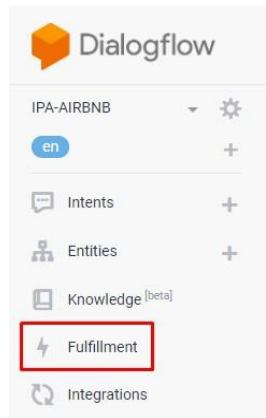 Dialogflow
IPA-AIRBNB
en
Intents
Entities
Knowledge [beta]
Fulfillment
Integrations